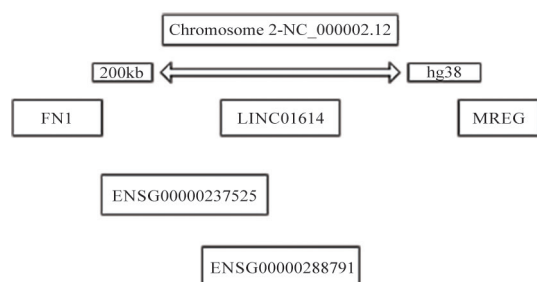 Chromosome 2-NC_000002.12
200kb
hg38
FN1
LINC01614
MREG
ENSG00000237525
ENSG00000288791